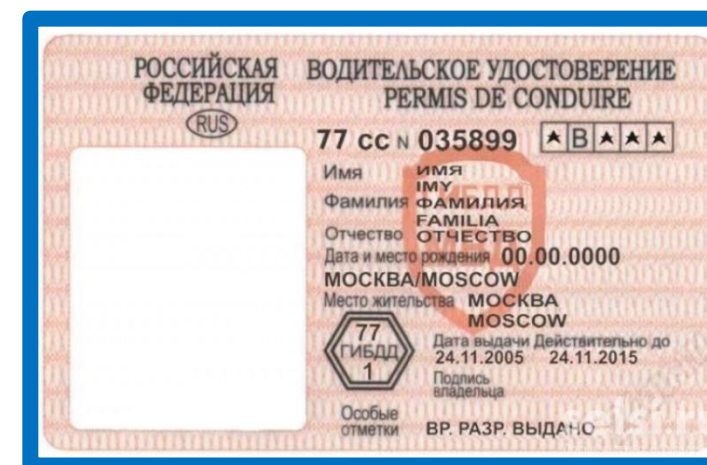 РОССИЙСКАЯ
ФЕДЕРАЦИЯ
RUS
ВОДИТЕЛЬСКОЕ УДОСТОВЕРЕНИЕ
PERMIS DE CONDUIRE
77 СС N 035899 ★ B ★ ★ ★
Имя ИМЯ
IMY
Фамилия ФАМИЛИЯ
FAMILIA
Отчество ОТЧЕСТВО
Дата и место рождения 00.00.0000
МОСКВА/MOSCOW
Место жительства МОСКВА
MOSCOW
77
ГИБДД
1
Дата выдачи Действительно до
24.11.2005 24.11.2015
Подпись
владельца
Особые
отметки ВР. РАЗР. ВЫДАНО